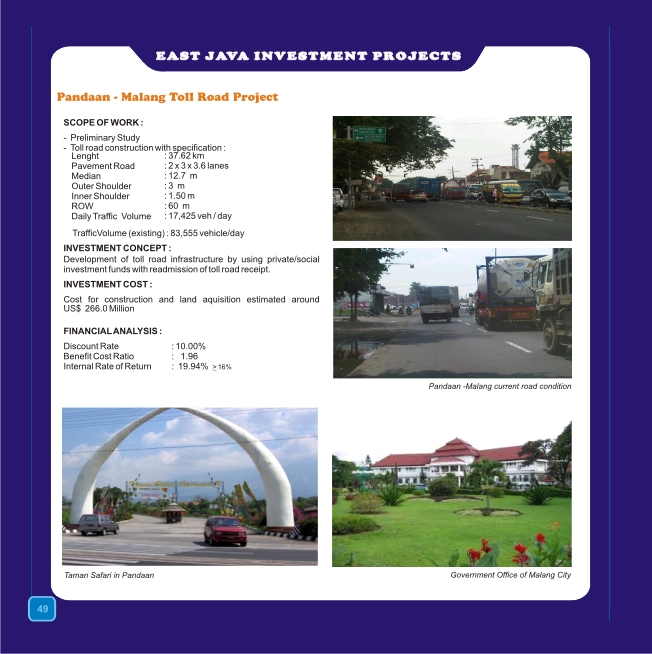 EAST JAVA INVESTMENT PROJECTS
Pandaan - Malang Toll Road Project
SCOPE OF WORK :
- Preliminary Study
- Toll road construction with specification :
Lenght : 37.62 km
Pavement Road : 2 x 3 x 3.6 lanes
Median : 12.7 m
Outer Shoulder : 3 m
Inner Shoulder : 1.50 m
ROW : 60 m
Daily Traffic Volume : 17,425 veh / day
TrafficVolume (existing) : 83,555 vehicle/day
INVESTMENT CONCEPT :
Development of toll road infrastructure by using private/social
investment funds with readmission of toll road receipt.
INVESTMENT COST :
Cost for construction and land aquisition estimated around
US$ 266.0 Million
FINANCIAL ANALYSIS :
Discount Rate : 10.00%
Benefit Cost Ratio : 1.96
Internal Rate of Return : 19.94% ≥ 16%
Pandaan -Malang current road condition
Taman Safari in Pandaan
Government Office of Malang City
49